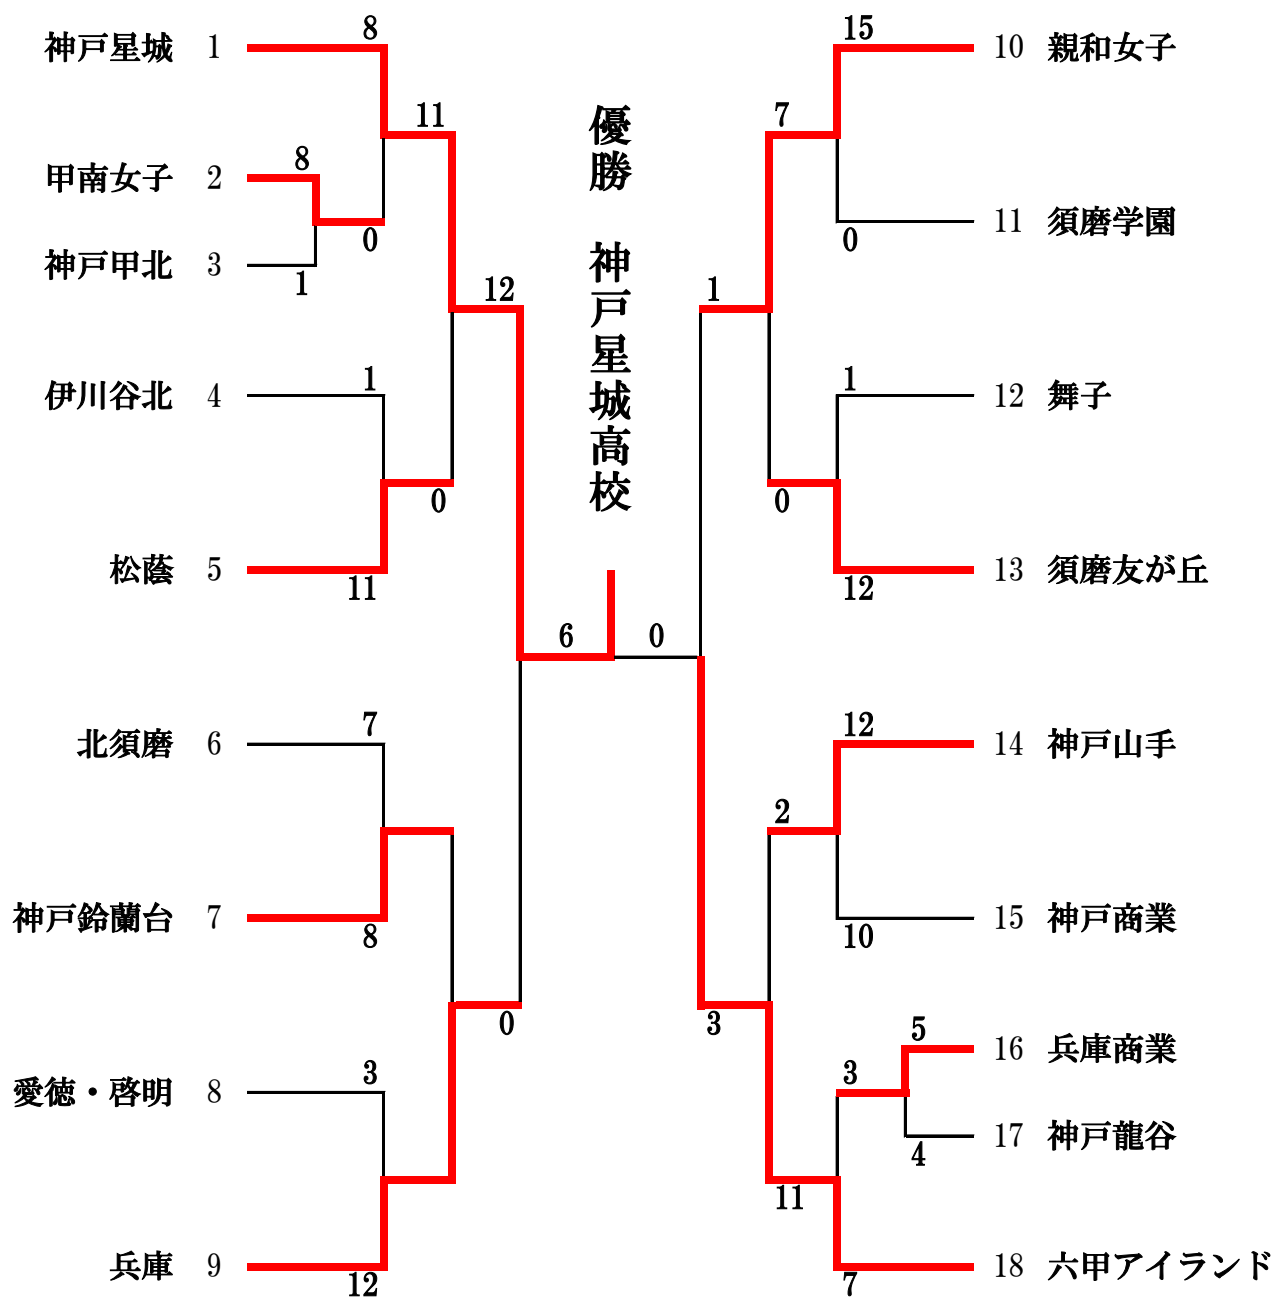 優勝　神戸星城高校
神戸星城 1
8
11
甲南女子 2
8
0
神戸甲北 3
1
12
伊川谷北 4
1
0
松蔭 5
11
6
北須磨 6
7
神戸鈴蘭台 7
8
0
愛徳・啓明 8
3
兵庫 9
12
15
10 親和女子
7
11 須磨学園
0
1
12 舞子
1
0
13 須磨友が丘
12
0
14 神戸山手
12
2
15 神戸商業
10
3
16 兵庫商業
5
3
17 神戸龍谷
4
11
18 六甲アイランド
7